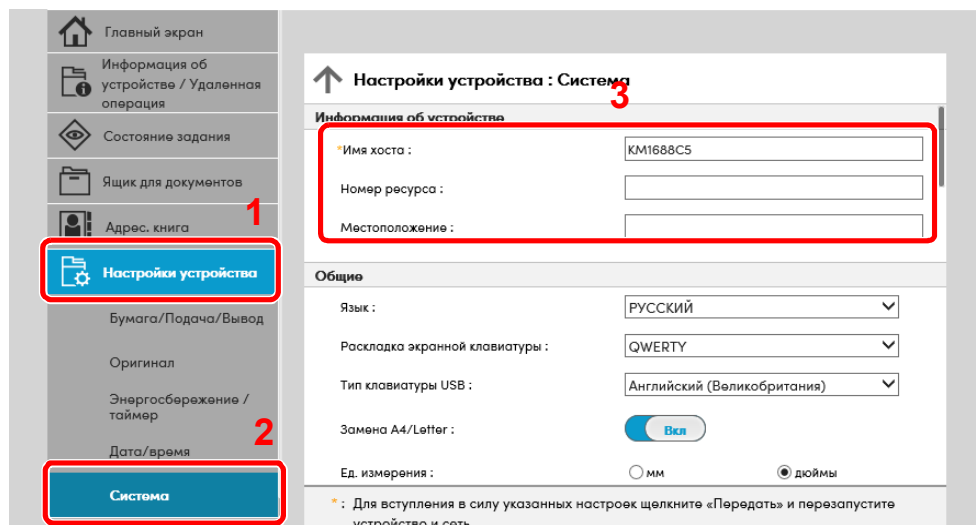 Главный экран
Информация об
устройстве / Удаленная
операция
Состояние задания
Ящик для документов
1
Адрес. книга
Настройки устройства
Бумага/Подача/Вывод
Оригинал
Энергосбережение /
таймер
2
Дата/время
Система
Настройки устройства : Система
3
Информация об устройстве
*Имя хоста : KM1688C5
Номер ресурса :
Местоположение :
Общие
Язык : РУССКИЙ
Раскладка экранной клавиатуры : QWERTY
Тип клавиатуры USB : Английский (Великобритания)
Замена A4/Letter : Вкл
Ед. измерения : мм дюймы
* : Для вступления в силу указанных настроек щелкните «Передать» и перезапустите
устройство и сеть.